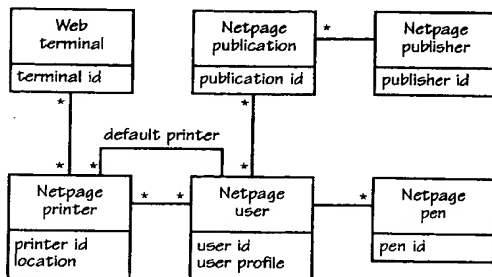 Web
terminal
terminal id
Netpage
publication
publication id
*
Netpage
publisher
publisher id
*
*
default printer
*
*
*
Netpage
printer
printer id
location
*
*
Netpage
user
user id
user profile
*
Netpage
pen
pen id